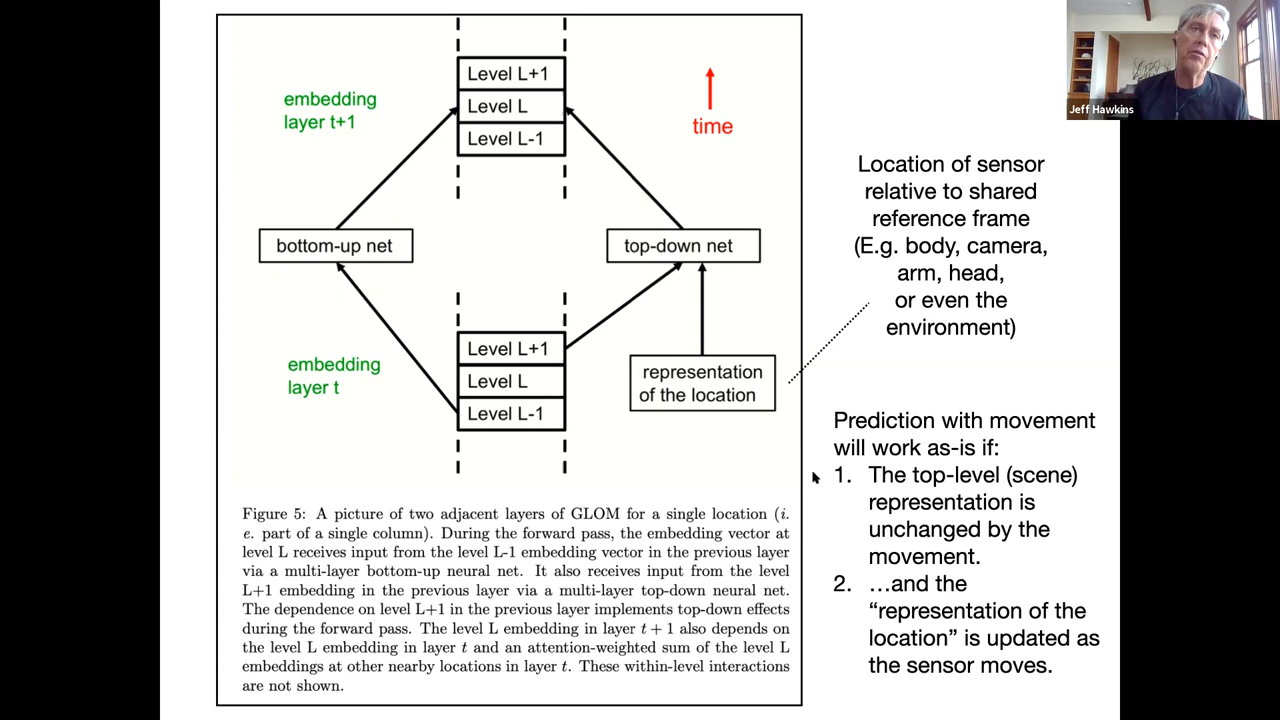 Level L+1
embedding
layer t+1
Level L
time
Level L-1
bottom-up net
top-down net
embedding
layer t
Level L+1
Level L
Level L-1
representation
of the location
Figure 5: A picture of two adjacent layers of GLOM for a single location (i.
e. part of a single column). During the forward pass, the embedding vector at
level L receives input from the level L-1 embedding vector in the previous layer
via a multi-layer bottom-up neural net. It also receives input from the level
L+1 embedding in the previous layer via a multi-layer top-down neural net.
The dependence on level L+1 in the previous layer implements top-down effects
during the forward pass. The level L embedding in layer t + 1 also depends on
the level L embedding in layer t and an attention-weighted sum of the level L
embeddings at other nearby locations in layer t. These within-level interactions
are not shown.
Jeff Hawkins
Location of sensor
relative to shared
reference frame
(E.g. body, camera,
arm, head,
or even the
environment)
Prediction with movement
will work as-is if:
1. The top-level (scene)
representation is
unchanged by the
movement.
2. …and the
“representation of the
location” is updated as
the sensor moves.